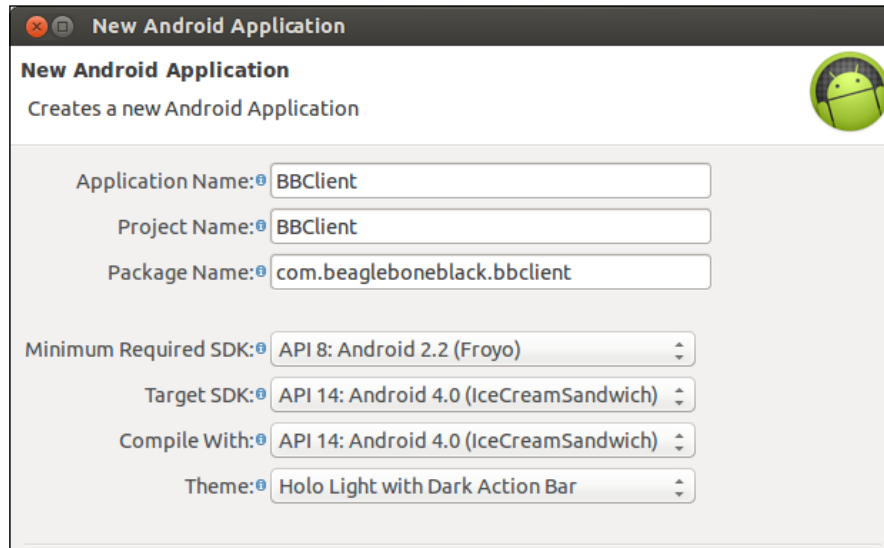 New Android Application
New Android Application
Creates a new Android Application
Application Name: BBClient
Project Name: BBClient
Package Name: com.beagleboneblack.bbclient
Minimum Required SDK: API 8: Android 2.2 (Froyo)
Target SDK: API 14: Android 4.0 (IceCreamSandwich)
Compile With: API 14: Android 4.0 (IceCreamSandwich)
Theme: Holo Light with Dark Action Bar